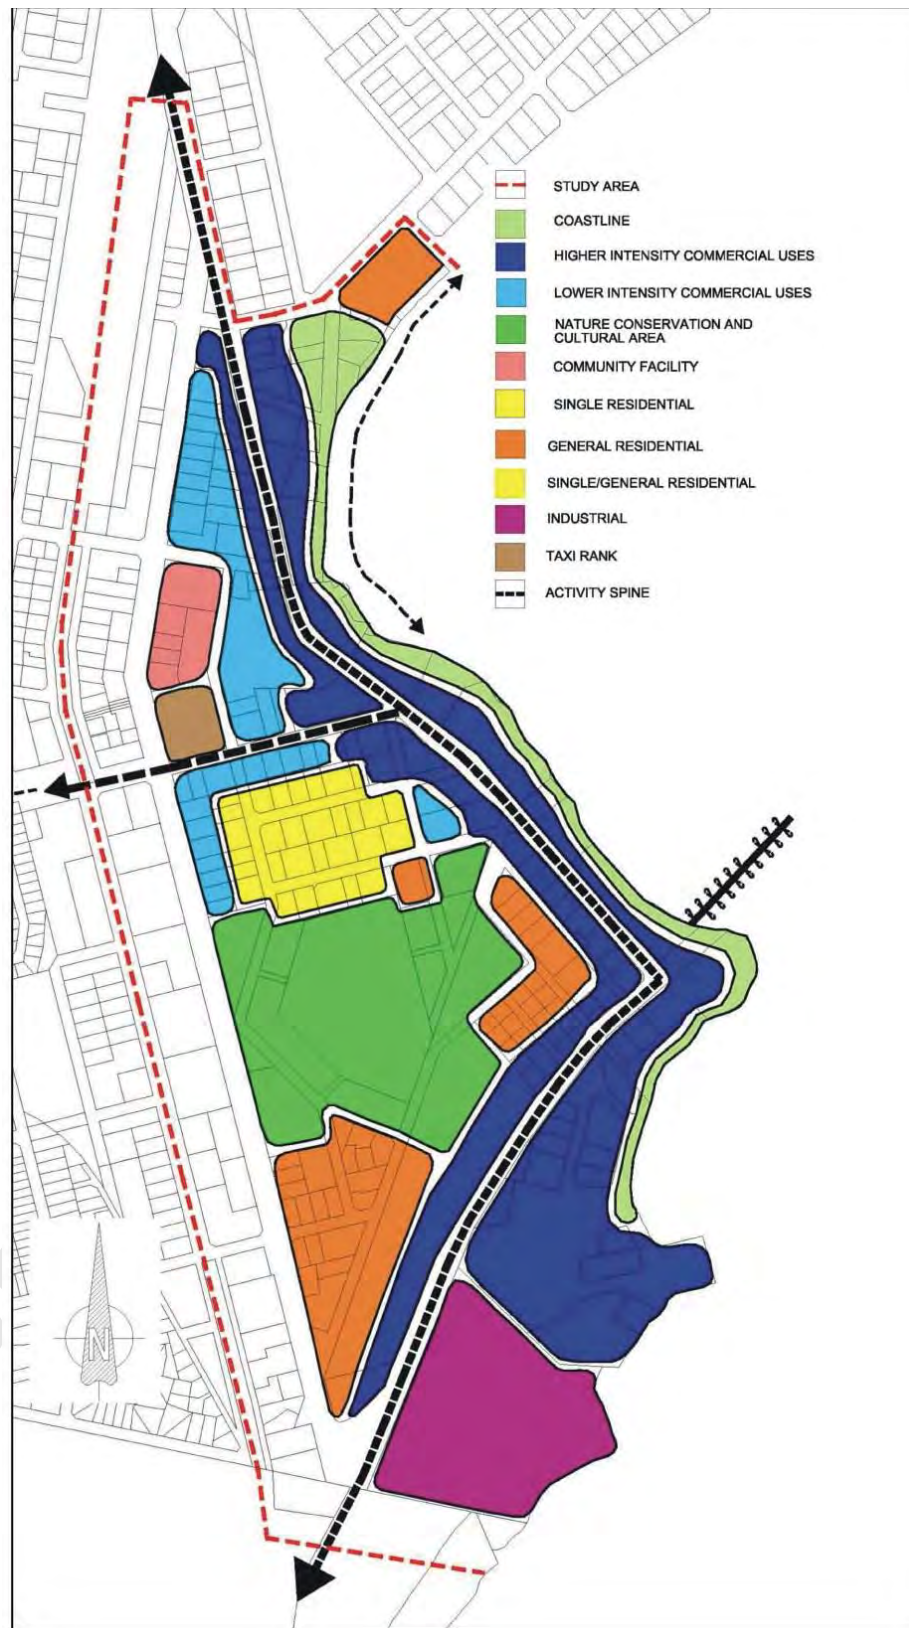 STUDY AREA
COASTLINE
HIGHER INTENSITY COMMERCIAL USES
LOWER INTENSITY COMMERCIAL USES
NATURE CONSERVATION AND
CULTURAL AREA
COMMUNITY FACILITY
SINGLE RESIDENTIAL
GENERAL RESIDENTIAL
SINGLE/GENERAL RESIDENTIAL
INDUSTRIAL
TAXI RANK
ACTIVITY SPINE
N